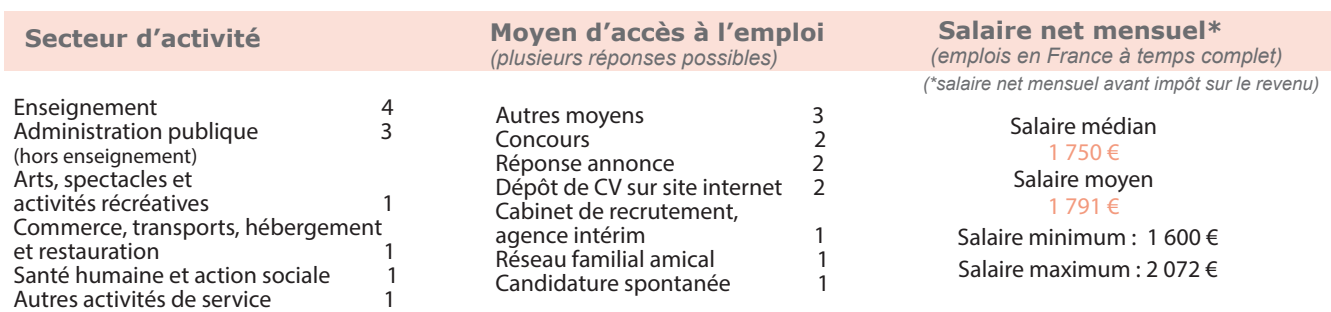 Secteur d'activité
Enseignement 4
Administration publique 3
(hors enseignement)
Arts, spectacles et
activités récréatives 1
Commerce, transports, hébergement
et restauration 1
Santé humaine et action sociale 1
Autres activités de service 1
Moyen d'accès à l'emploi
(plusieurs réponses possibles)
Autres moyens 3
Concours 2
Réponse annonce 2
Dépôt de CV sur site internet 2
Cabinet de recrutement,
agence intérim 1
Réseau familial amical 1
Candidature spontanée 1
Salaire net mensuel*
(emplois en France à temps complet)
(*salaire net mensuel avant impôt sur le revenu)
Salaire médian
1 750 €
Salaire moyen
1 791 €
Salaire minimum : 1 600 €
Salaire maximum : 2 072 €